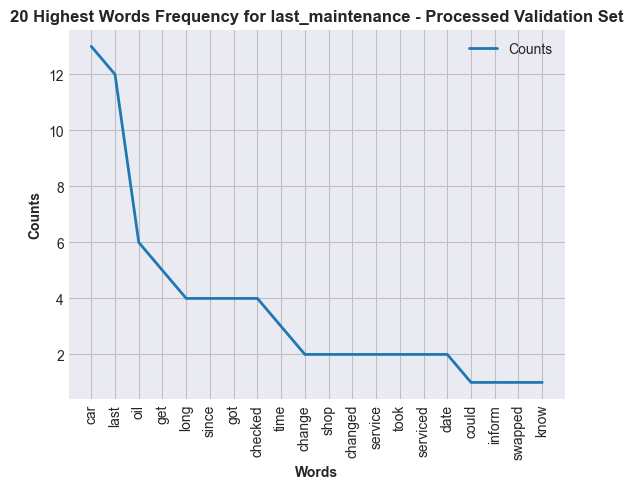 20 Highest Words Frequency for last_maintenance - Processed Validation Set
Counts
12
10
8
6
4
2
Counts
car
last
oil
get
long
since
got
checked
time
change
shop
changed
service
took
serviced
date
could
inform
swapped
know
Words